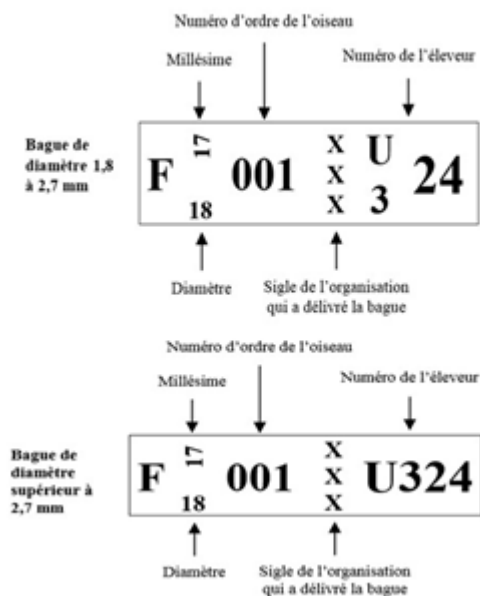 Numéro d'ordre de l'oiseau
Millésime
Numéro de l'éleveur
Bague de
diamètre 1,8
à 2,7 mm
F 17 18 001 X X X U 3 24
Diamètre
Sigle de l'organisation
qui a délivré la bague
Numéro d'ordre de l'oiseau
Millésime
Numéro de l'éleveur
Bague de
diamètre
supérieur à
2,7 mm
F 17 18 001 X X X U324
Diamètre
Sigle de l'organisation
qui a délivré la bague